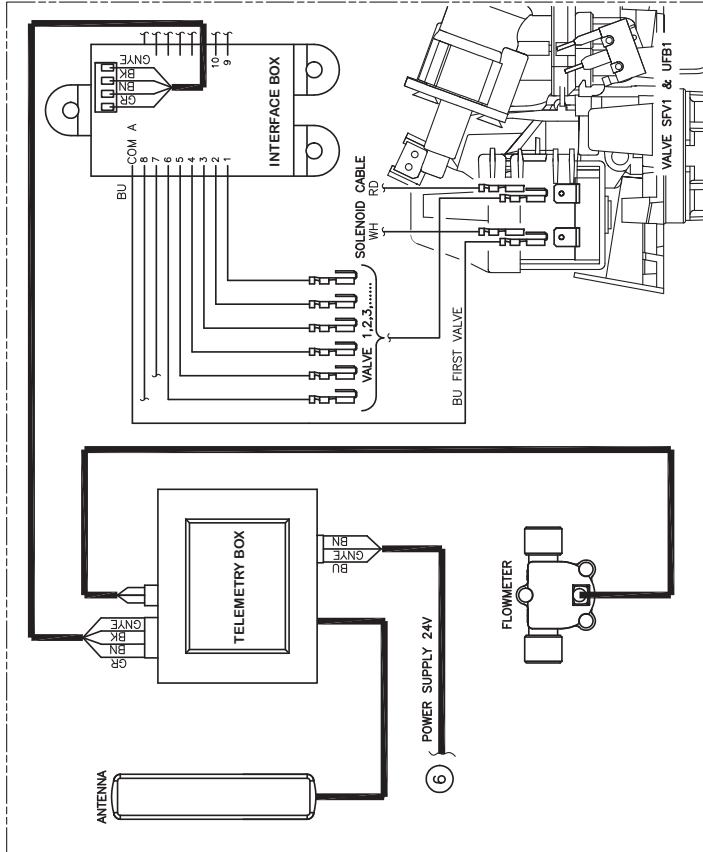 GNYE
BK
BN
GR
10
9
INTERFACE BOX
BU
COM A
8
7
6
5
4
3
2
1
SOLENOID CABLE
RD
WH
VALVE SFV1 & UFB1
VALVE 1,2,3,......
BU FIRST VALVE
GNYE
BK
BN
GR
TELEMETRY BOX
BN
GNYE
BU
FLOWMETER
POWER SUPPLY 24V
6
ANTENNA